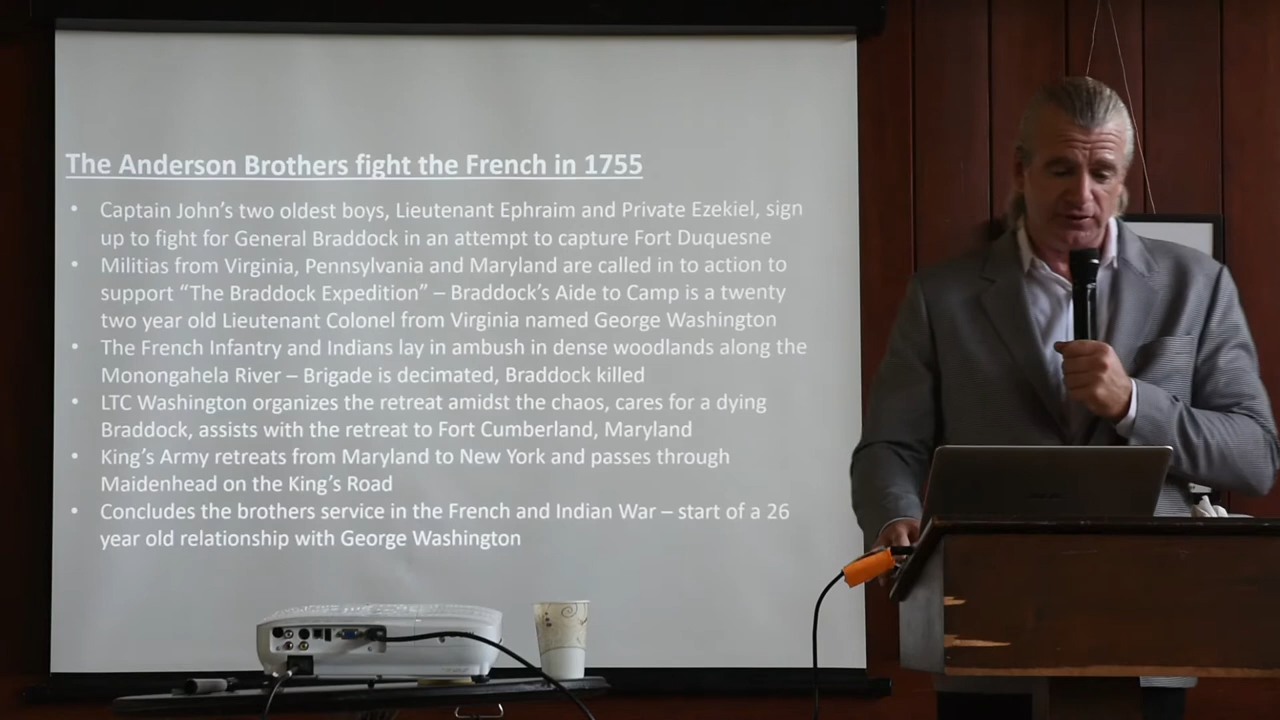 The Anderson Brothers fight the French in 1755
• Captain John's two oldest boys, Lieutenant Ephraim and Private Ezekiel, sign
up to fight for General Braddock in an attempt to capture Fort Duquesne
• Militias from Virginia, Pennsylvania and Maryland are called in to action to
support “The Braddock Expedition” – Braddock's Aide to Camp is a twenty
two year old Lieutenant Colonel from Virginia named George Washington
• The French Infantry and Indians lay in ambush in dense woodlands along the
Monongahela River – Brigade is decimated, Braddock killed
• LTC Washington organizes the retreat amidst the chaos, cares for a dying
Braddock, assists with the retreat to Fort Cumberland, Maryland
• King's Army retreats from Maryland to New York and passes through
Maidenhead on the King's Road
• Concludes the brothers service in the French and Indian War – start of a 26
year old relationship with George Washington